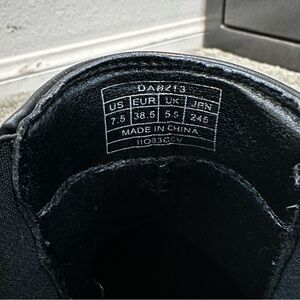 DA8213
US EUR UK JPN
7.5 38.5 5.5 245
MADE IN CHINA